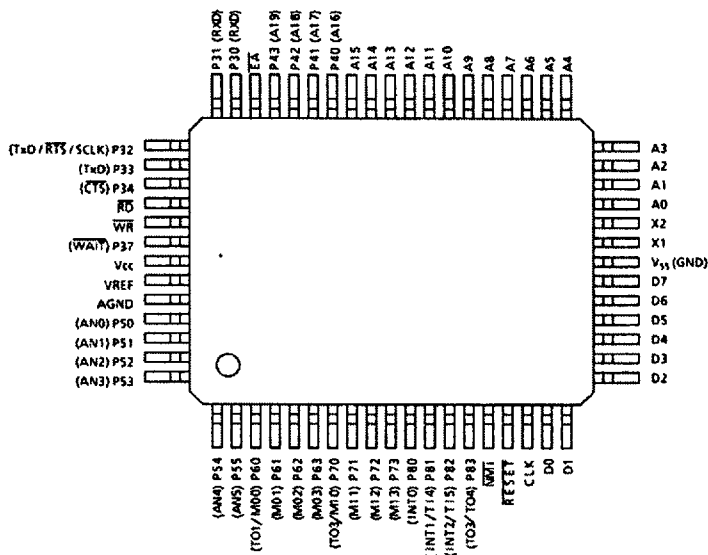 P31 (RXD)
P30 (RXD)
EA
P43 (A19)
P42 (A18)
P41 (A17)
P40 (A16)
A15
A14
A13
A12
A11
A10
A9
A8
A7
A6
A5
A4
(TxD/RTS/SCLK) P32
(TxD) P33
(CTS) P34
RD
WR
(WAIT) P37
Vcc
VREF
AGND
(AN0) P50
(AN1) P51
(AN2) P52
(AN3) P53
A3
A2
A1
A0
X2
X1
VSS (GND)
D7
D6
D5
D4
D3
D2
(AN4) P54
(AN5) P55
(TO1/M00) P60
(M01) P61
(M02) P62
(M03) P63
(TO3/M10) P70
(M11) P71
(M12) P72
(M13) P73
(INT0) P80
(INT1/TI4) P81
(INT2/TI5) P82
(TO3/TO4) P83
NMI
RESET
CLK
D0
D1